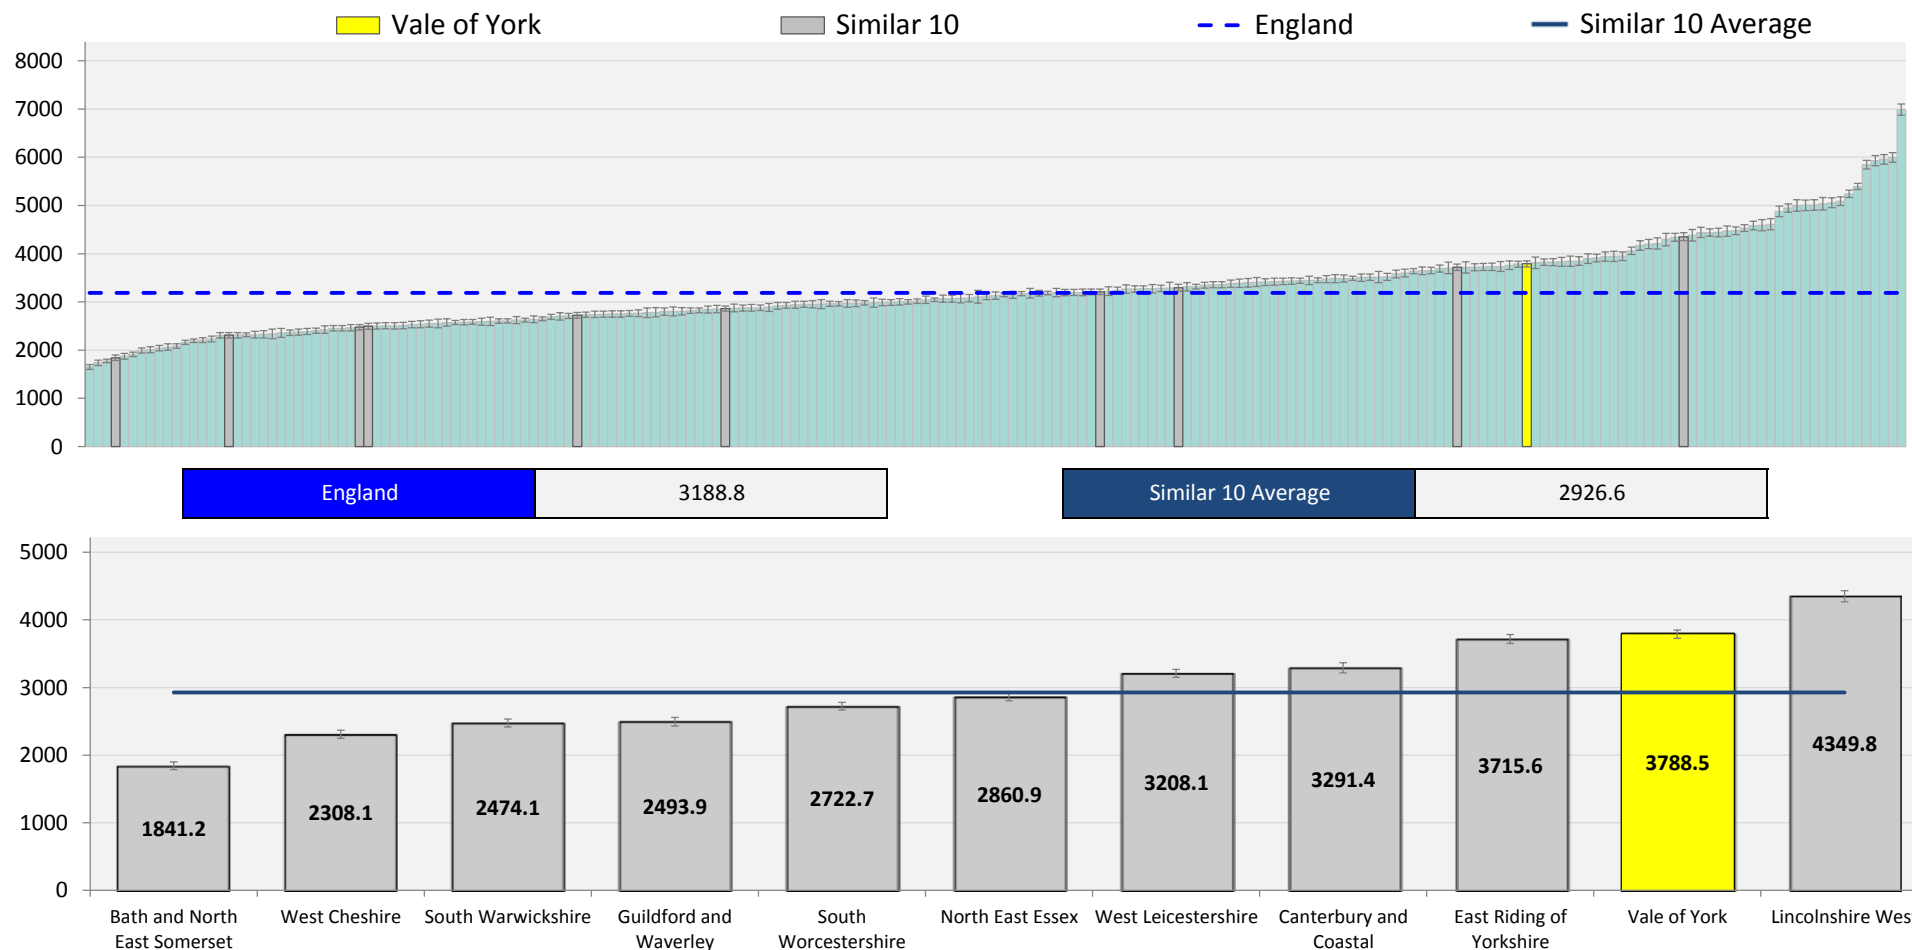 Vale of York
Similar 10
England
Similar 10 Average
8000
7000
6000
5000
4000
3000
2000
1000
0
England 3188.8
Similar 10 Average 2926.6
5000
4000
3000
2000
1000
0
1841.2
2308.1
2474.1
2493.9
2722.7
2860.9
3208.1
3291.4
3715.6
3788.5
4349.8
Bath and North
East Somerset
West Cheshire
South Warwickshire
Guildford and
Waverley
South
Worcestershire
North East Essex
West Leicestershire
Canterbury and
Coastal
East Riding of
Yorkshire
Vale of York
Lincolnshire West